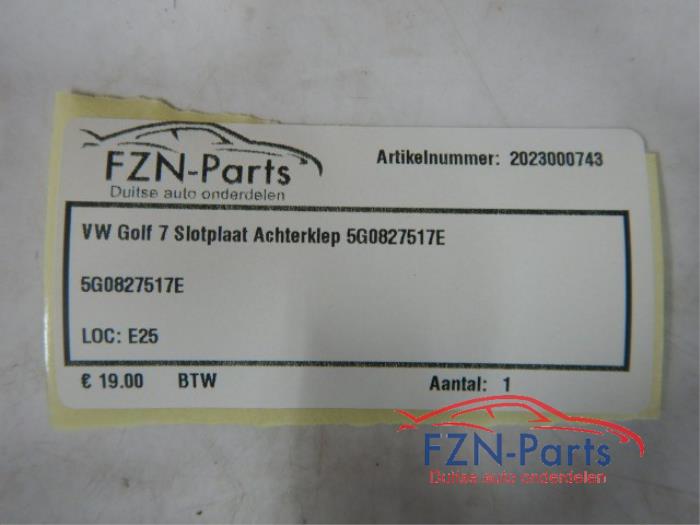 FZN-Parts
Duitse auto onderdelen
Artikelnummer: 2023000743
VW Golf 7 Slotplaat Achterklep 5G0827517E
5G0827517E
LOC: E25
€ 19.00 BTW Aantal: 1
FZN-Parts
Duitse auto onderdelen